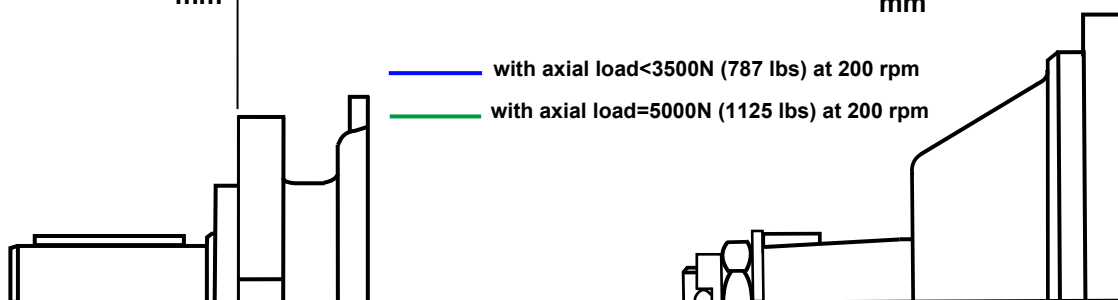 mm
mm
with axial load<3500N (787 lbs) at 200 rpm
with axial load=5000N (1125 lbs) at 200 rpm